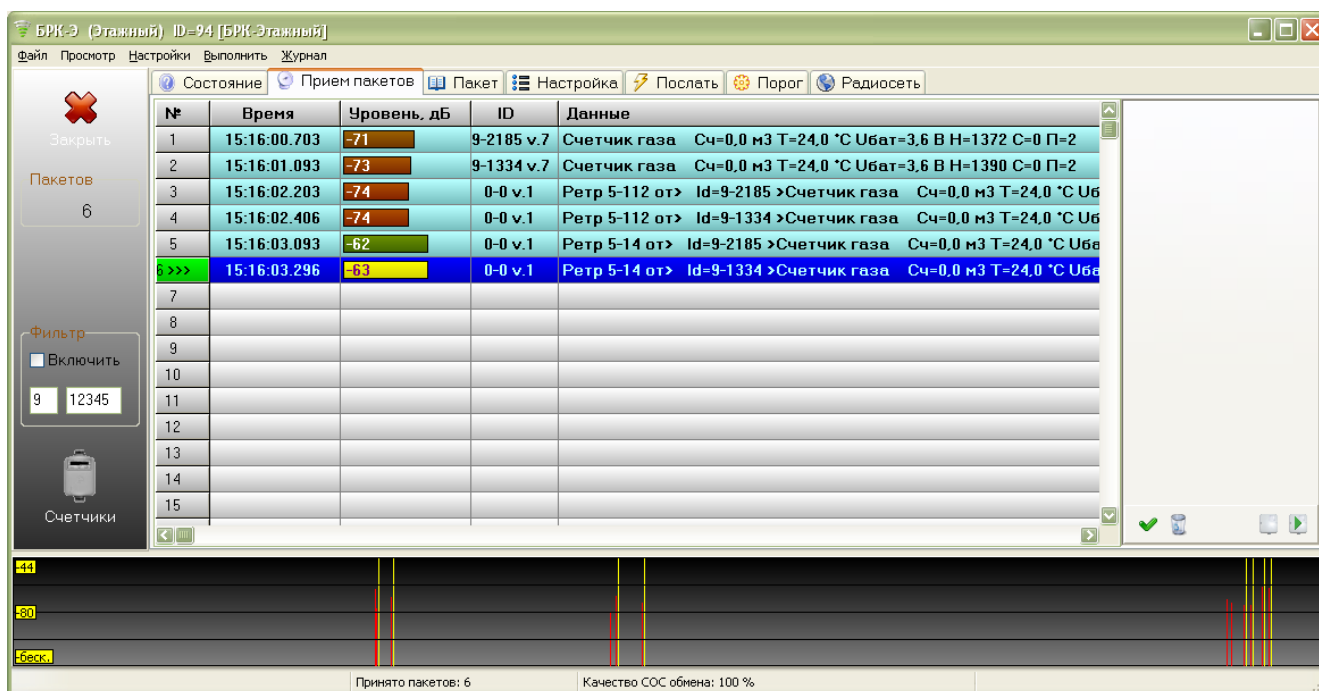 БРК-Э (Этажный) ID=94 [БРК-Этажный]
Файл Просмотр Настройки Выполнить Журнал
Состояние Прием пакетов Пакет Настройка Послать Порог Радиосеть
Закрыть
Пакетов
6
Фильтр
Включить
9 12345
Счетчики
№ Время Уровень, дБ ID Данные
1 15:16:00.703 -71 9-2185 v.7 Счетчик газа Сч=0,0 м3 Т=24,0 °С Uбат=3,6 В Н=1372 С=0 П=2
2 15:16:01.093 -73 9-1334 v.7 Счетчик газа Сч=0,0 м3 Т=24,0 °С Uбат=3,6 В Н=1390 С=0 П=2
3 15:16:02.203 -74 0-0 v.1 Ретр 5-112 от> Id=9-2185 >Счетчик газа Сч=0,0 м3 Т=24,0 °С Uб
4 15:16:02.406 -74 0-0 v.1 Ретр 5-112 от> Id=9-1334 >Счетчик газа Сч=0,0 м3 Т=24,0 °С Uб
5 15:16:03.093 -62 0-0 v.1 Ретр 5-14 от> Id=9-2185 >Счетчик газа Сч=0,0 м3 Т=24,0 °С Uба
6 >>> 15:16:03.296 -63 0-0 v.1 Ретр 5-14 от> Id=9-1334 >Счетчик газа Сч=0,0 м3 Т=24,0 °С Uба
7
8
9
10
11
12
13
14
15
-44
-80
-беск.
Принято пакетов: 6 Качество СОС обмена: 100 %